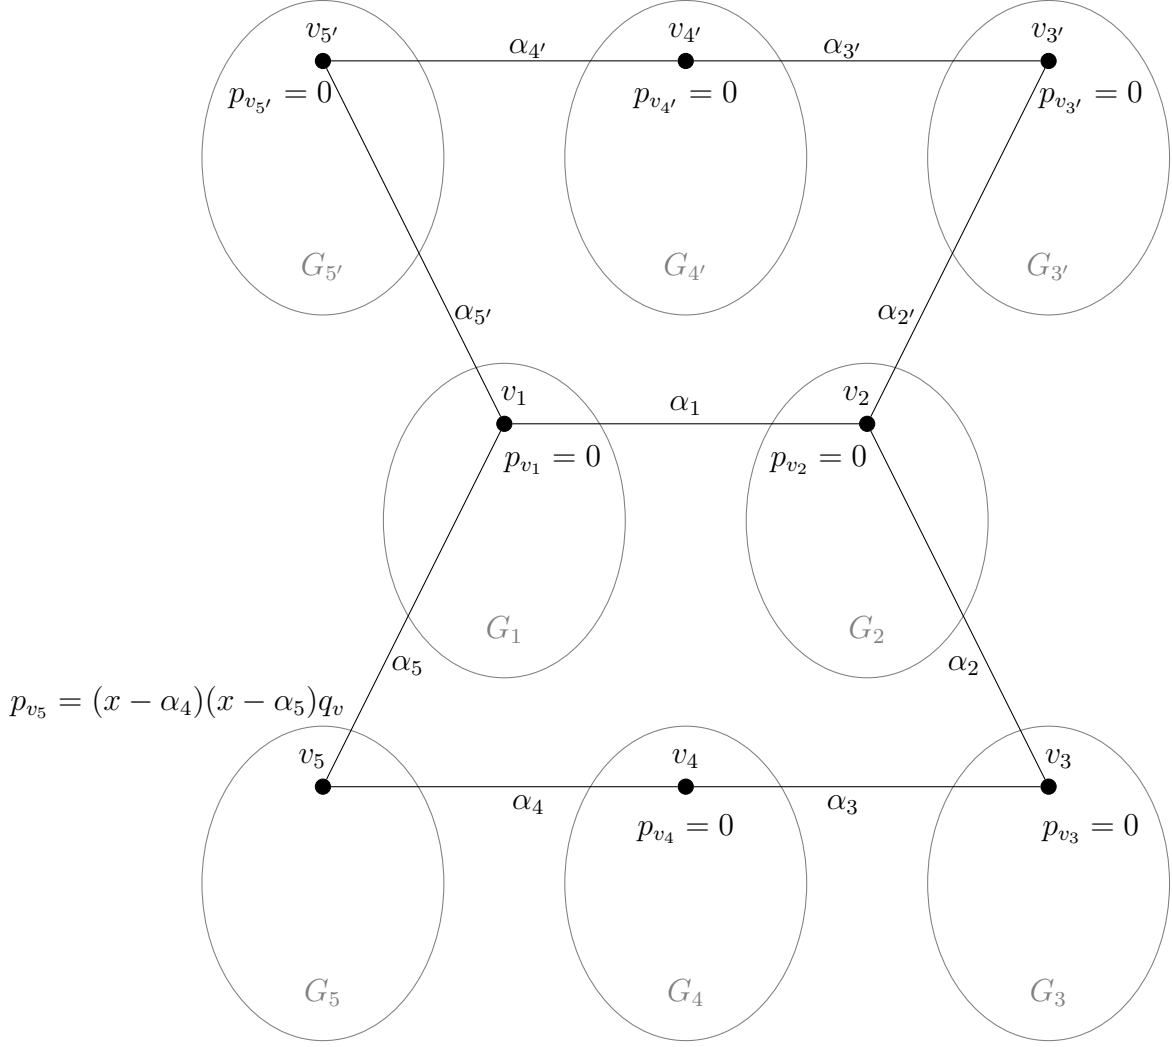 v_{5'} v_{4'} v_{3'}
α_{4'} α_{3'}
p_{v_{5'}} = 0 p_{v_{4'}} = 0 p_{v_{3'}} = 0
G_{5'} G_{4'} G_{3'}
α_{5'} α_{2'}
v_1 α_1 v_2
p_{v_1} = 0 p_{v_2} = 0
G_1 G_2
α_5 α_2
p_{v_5} = (x − α_4)(x − α_5)q_v
v_5 v_4 v_3
α_4 α_3
p_{v_4} = 0 p_{v_3} = 0
G_5 G_4 G_3